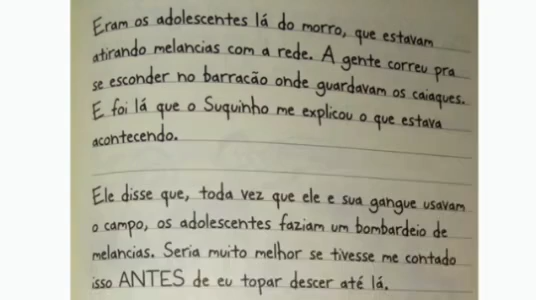 Eram os adolescentes lá do morro, que estavam
atirando melancias com a rede. A gente correu pra
se esconder no barracão onde guardavam os caiaques.
E foi lá que o Suquinho me explicou o que estava
acontecendo.
Ele disse que, toda vez que ele e sua gangue usavam
o campo, os adolescentes faziam um bombardeio de
melancias. Seria muito melhor se tivesse me contado
isso ANTES de eu topar descer até lá.